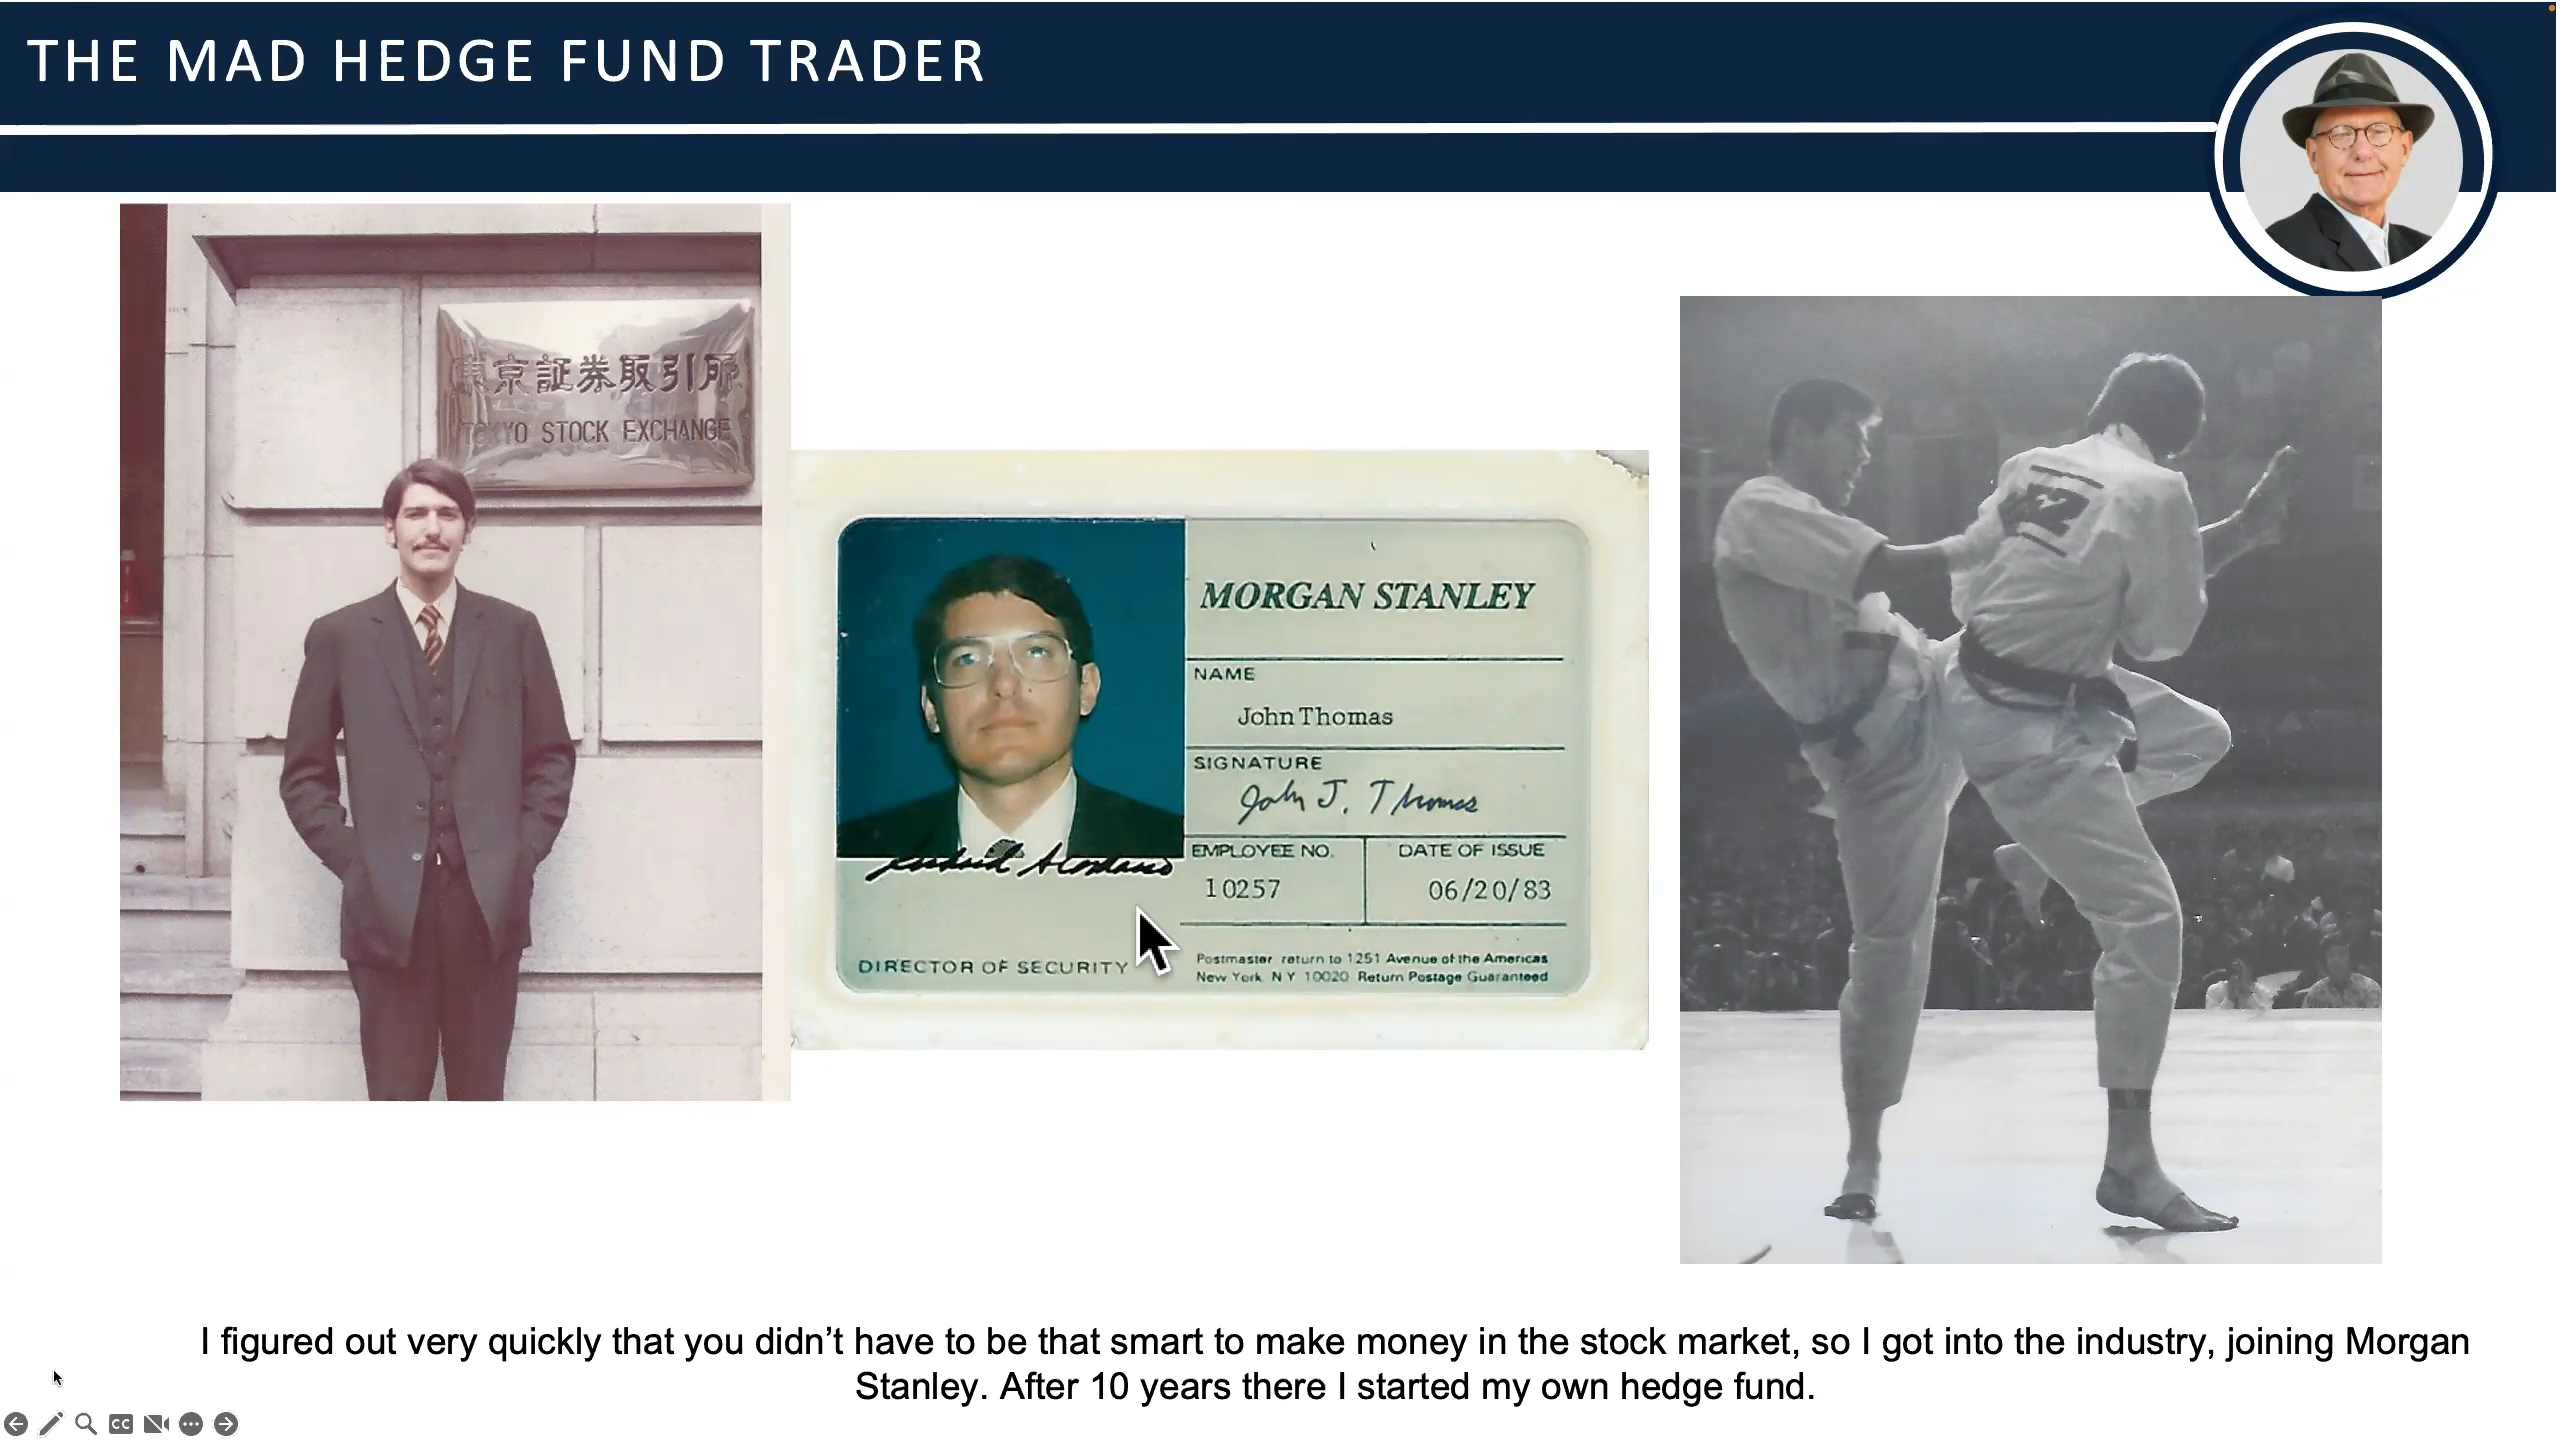 THE MAD HEDGE FUND TRADER
東京証券取引所
TOKYO STOCK EXCHANGE
MORGAN STANLEY
NAME
John Thomas
SIGNATURE
John J. Thomas
EMPLOYEE NO.
10257
DATE OF ISSUE
06/20/83
DIRECTOR OF SECURITY
Postmaster return to 1251 Avenue of the Americas
New York N Y 10020 Return Postage Guaranteed
I figured out very quickly that you didn’t have to be that smart to make money in the stock market, so I got into the industry, joining Morgan
Stanley. After 10 years there I started my own hedge fund.
CC